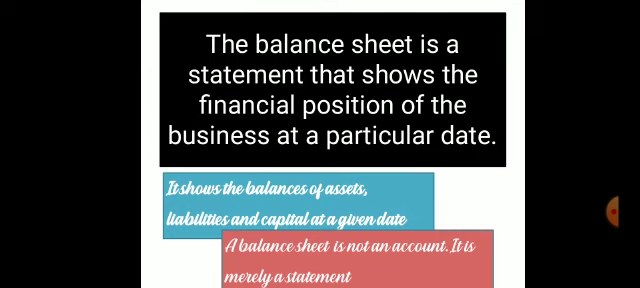 The balance sheet is a
statement that shows the
financial position of the
business at a particular date.
It shows the balances of assets,
liabilities and capital at a given date
A balance sheet is not an account. It is
merely a statement